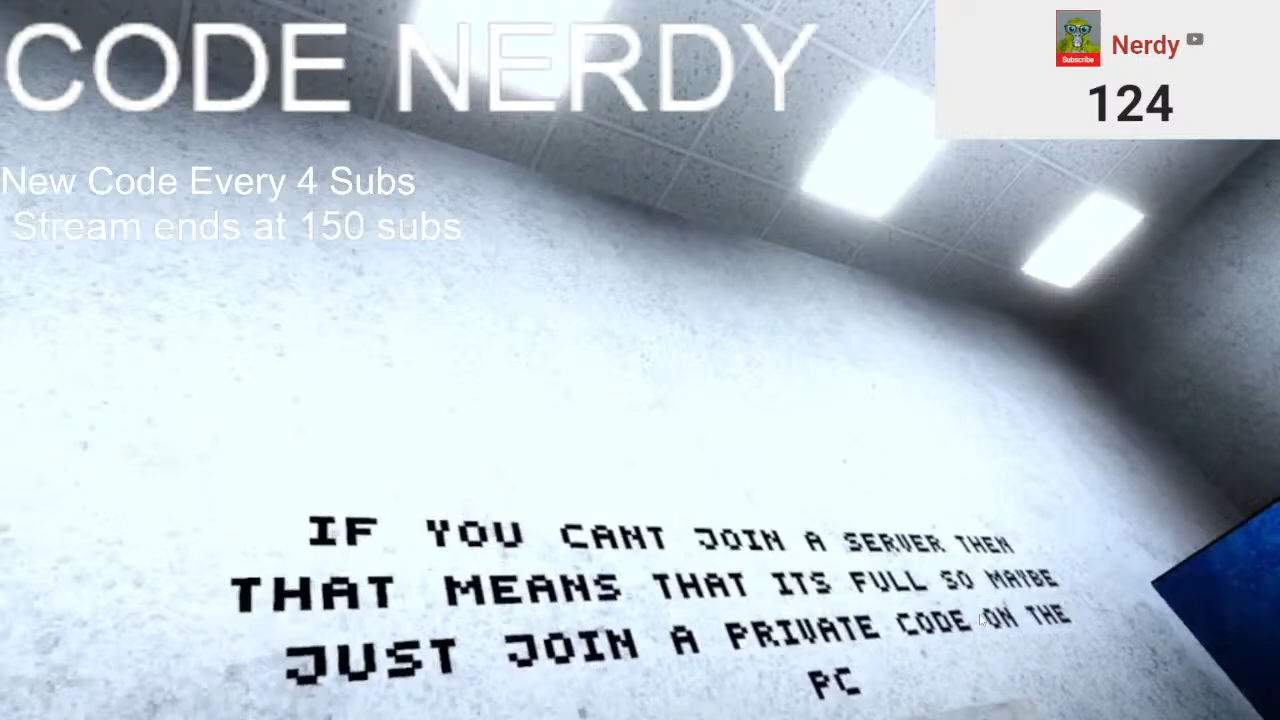 CODE NERDY
Nerdy
Subscribe
124
New Code Every 4 Subs
Stream ends at 150 subs
IF YOU CANT JOIN A SERVER THEN
THAT MEANS THAT ITS FULL SO MAYBE
JUST JOIN A PRIVATE CODE ON THE
PC